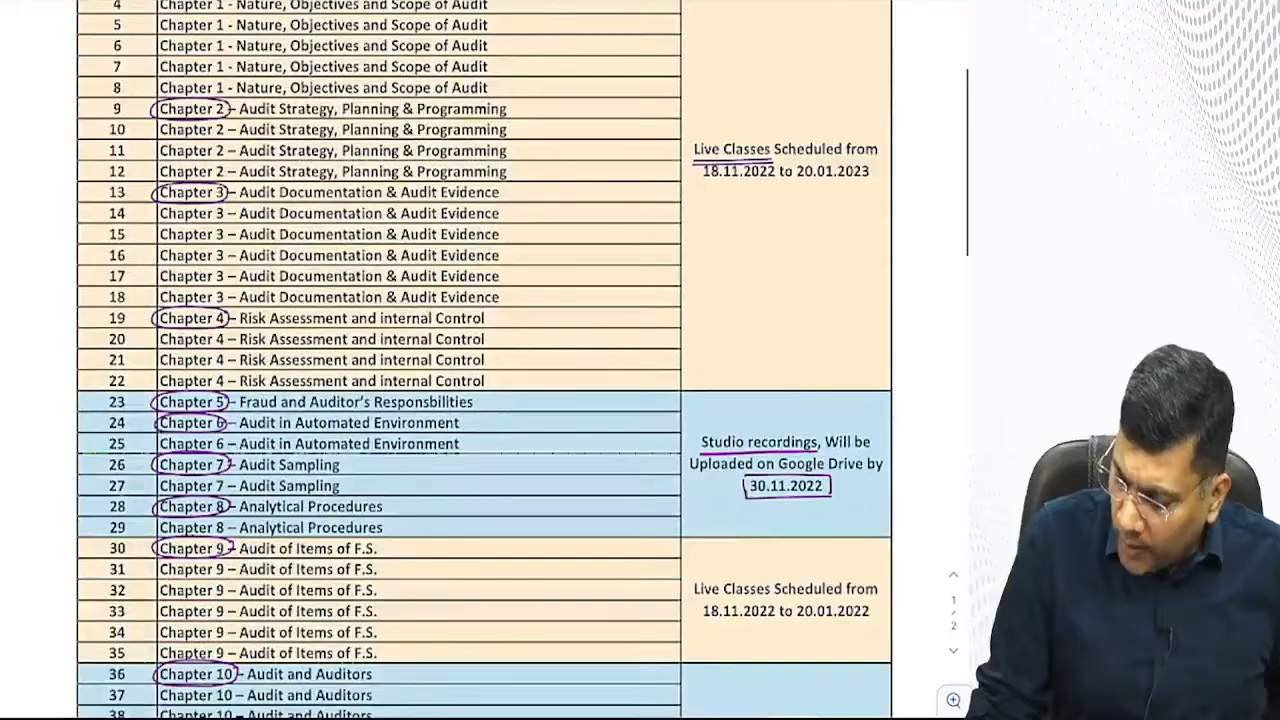 4 Chapter 1 - Nature, Objectives and Scope of Audit
5 Chapter 1 - Nature, Objectives and Scope of Audit
6 Chapter 1 - Nature, Objectives and Scope of Audit
7 Chapter 1 - Nature, Objectives and Scope of Audit
8 Chapter 1 - Nature, Objectives and Scope of Audit
9 Chapter 2 – Audit Strategy, Planning & Programming
10 Chapter 2 – Audit Strategy, Planning & Programming
11 Chapter 2 – Audit Strategy, Planning & Programming
12 Chapter 2 – Audit Strategy, Planning & Programming
13 Chapter 3 – Audit Documentation & Audit Evidence
14 Chapter 3 – Audit Documentation & Audit Evidence
15 Chapter 3 – Audit Documentation & Audit Evidence
16 Chapter 3 – Audit Documentation & Audit Evidence
17 Chapter 3 – Audit Documentation & Audit Evidence
18 Chapter 3 – Audit Documentation & Audit Evidence
19 Chapter 4 – Risk Assessment and internal Control
20 Chapter 4 – Risk Assessment and internal Control
21 Chapter 4 – Risk Assessment and internal Control
22 Chapter 4 – Risk Assessment and internal Control
Live Classes Scheduled from
18.11.2022 to 20.01.2023
23 Chapter 5 – Fraud and Auditor's Responsbilities
24 Chapter 6 – Audit in Automated Environment
25 Chapter 6 – Audit in Automated Environment
26 Chapter 7 – Audit Sampling
27 Chapter 7 – Audit Sampling
28 Chapter 8 – Analytical Procedures
29 Chapter 8 – Analytical Procedures
Studio recordings, Will be
Uploaded on Google Drive by
30.11.2022
30 Chapter 9 – Audit of Items of F.S.
31 Chapter 9 – Audit of Items of F.S.
32 Chapter 9 – Audit of Items of F.S.
33 Chapter 9 – Audit of Items of F.S.
34 Chapter 9 – Audit of Items of F.S.
35 Chapter 9 – Audit of Items of F.S.
Live Classes Scheduled from
18.11.2022 to 20.01.2022
36 Chapter 10 - Audit and Auditors
37 Chapter 10 - Audit and Auditors
38 Chapter 10 - Audit and Auditors
1
/
2